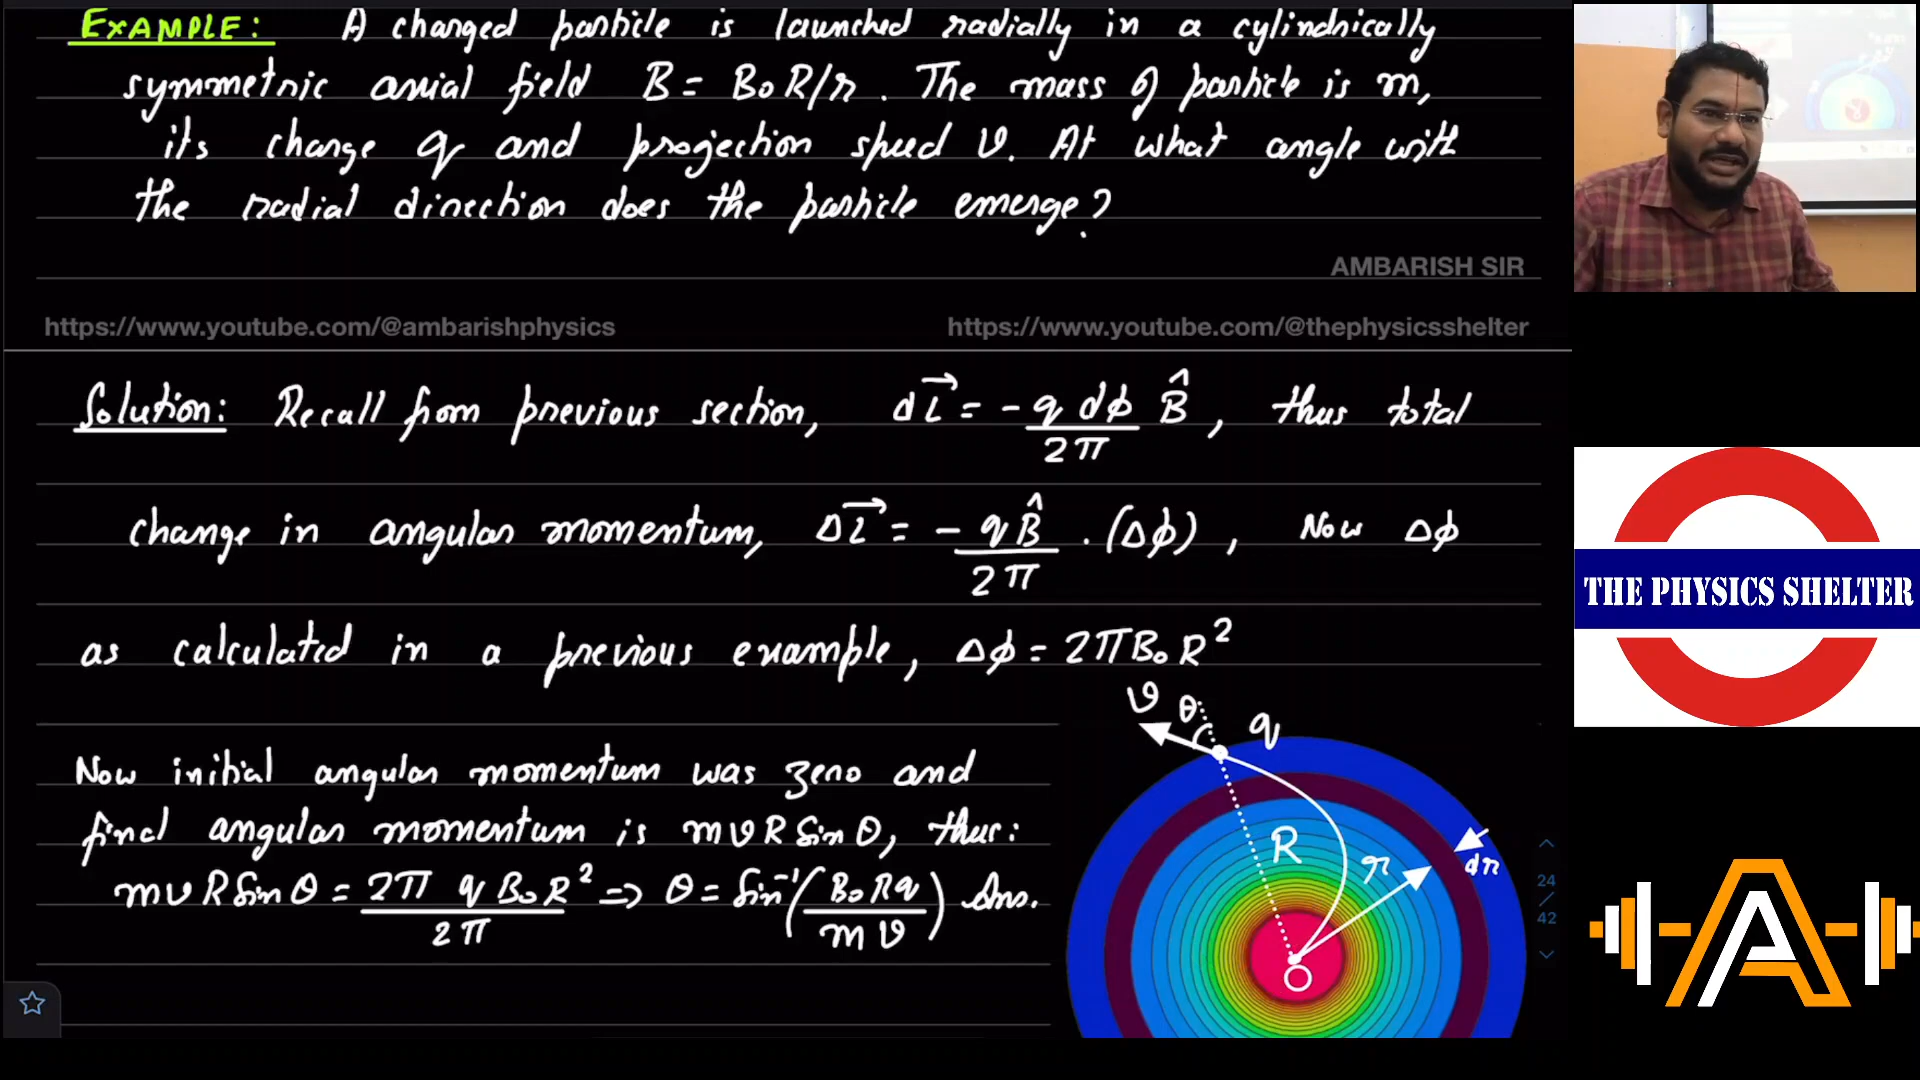 EXAMPLE: A charged particle is launched radially in a cylindrically
symmetric axial field B = B₀R/r. The mass of particle is m,
its charge q and projection speed v. At what angle with
the radial direction does the particle emerge?
AMBARISH SIR
https://www.youtube.com/@ambarishphysics https://www.youtube.com/@thephysicsshelter
Solution: Recall from previous section, dL⃗ = -q dϕ/2π B̂, thus total
change in angular momentum, ΔL⃗ = -qB̂/2π . (Δϕ), Now Δϕ
as calculated in a previous example, Δϕ = 2πB₀R²
Now initial angular momentum was zero and
final angular momentum is mvR Sin θ, thus:
mvR Sin θ = 2π q B₀R²/2π ⇒ θ = Sin⁻¹(B₀Rq/mv) Ans.
v θ q
R r dr
O
24
/
42
THE PHYSICS SHELTER
A